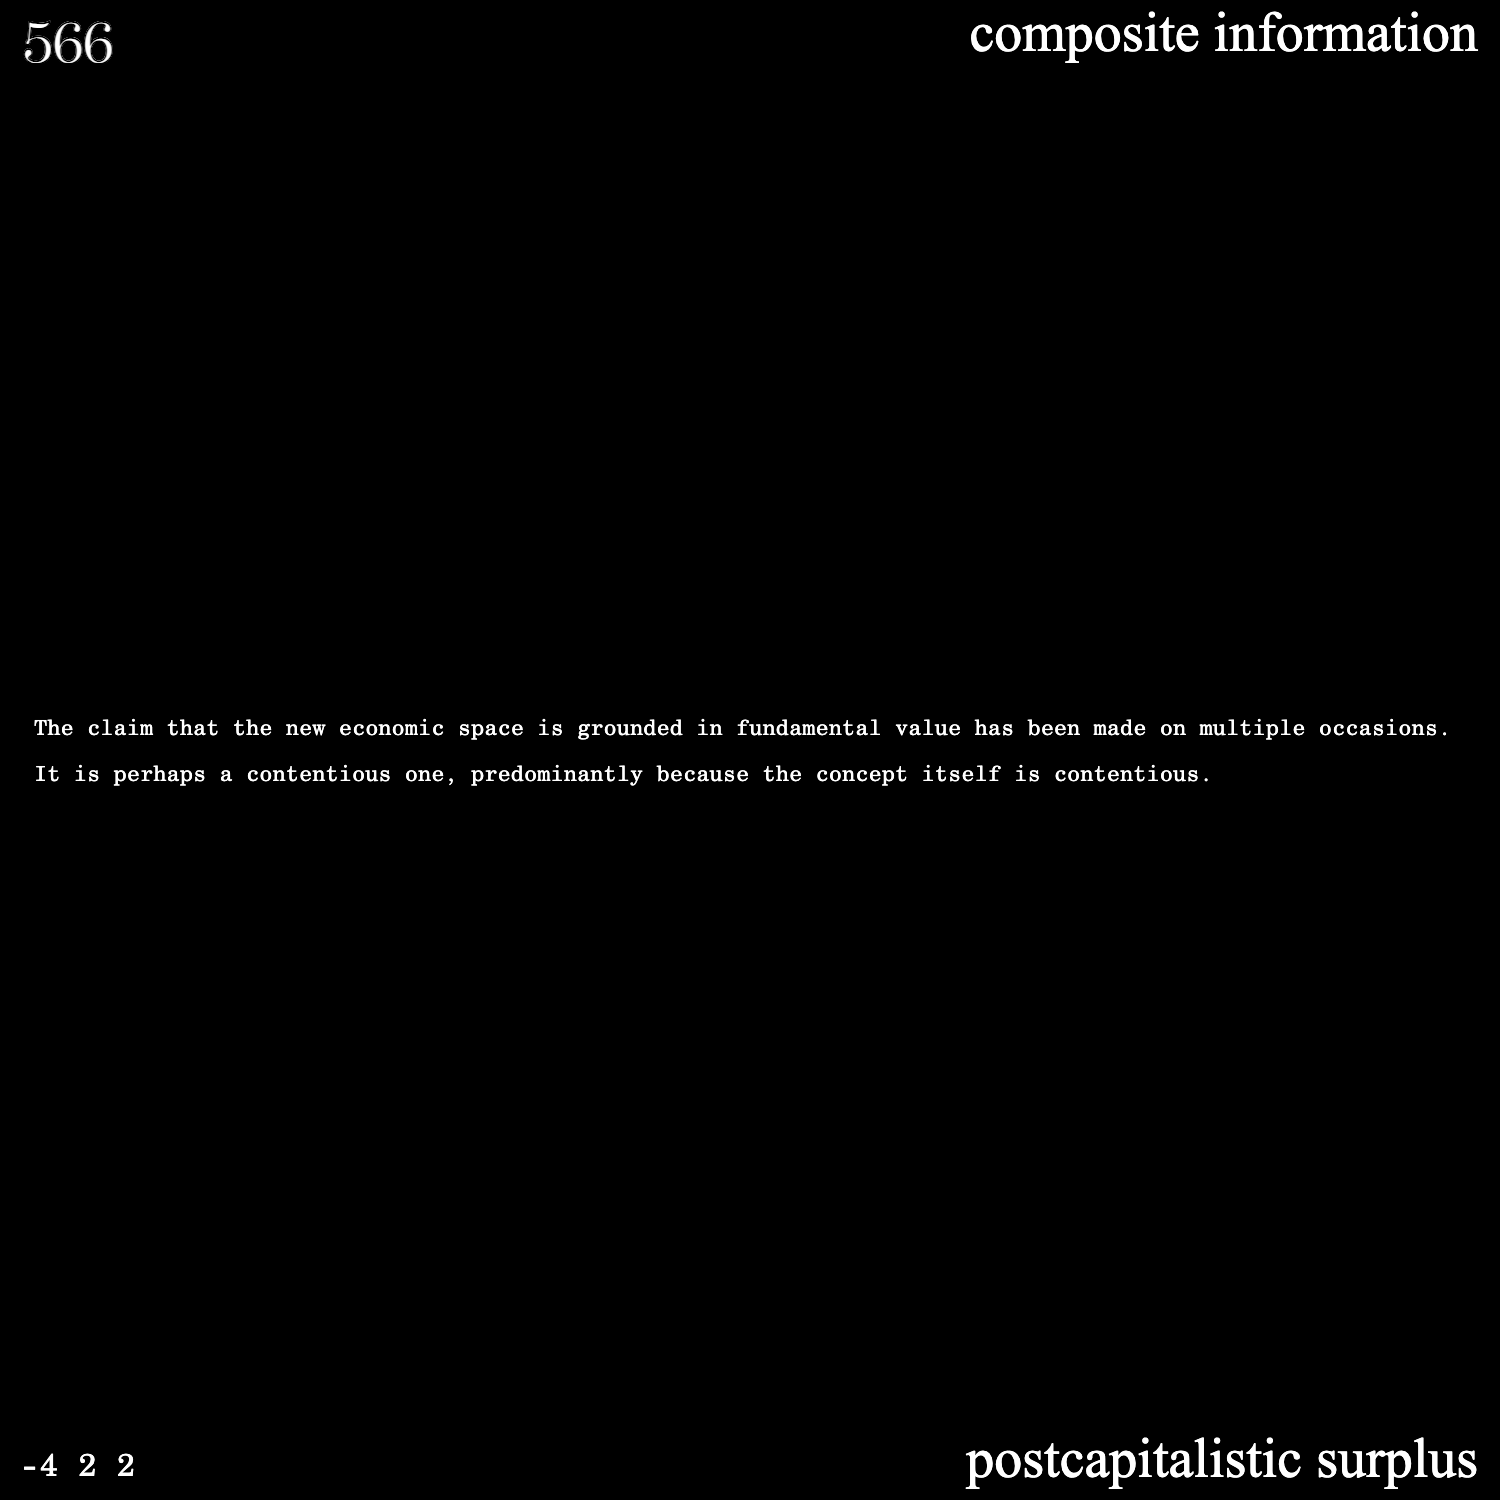 566
composite information
The claim that the new economic space is grounded in fundamental value has been made on multiple occasions.
It is perhaps a contentious one, predominantly because the concept itself is contentious.
-4 2 2
postcapitalistic surplus